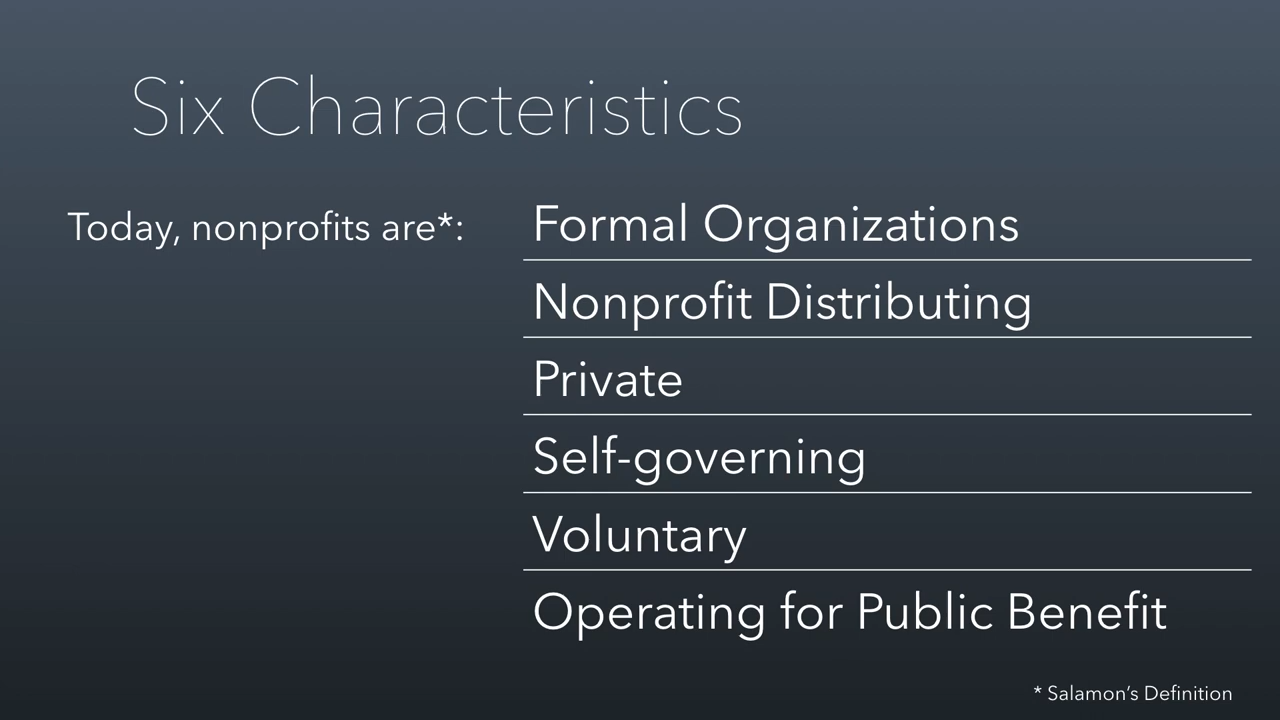 Six Characteristics
Today, nonprofits are*:
Formal Organizations
Nonprofit Distributing
Private
Self-governing
Voluntary
Operating for Public Benefit
* Salamon's Definition